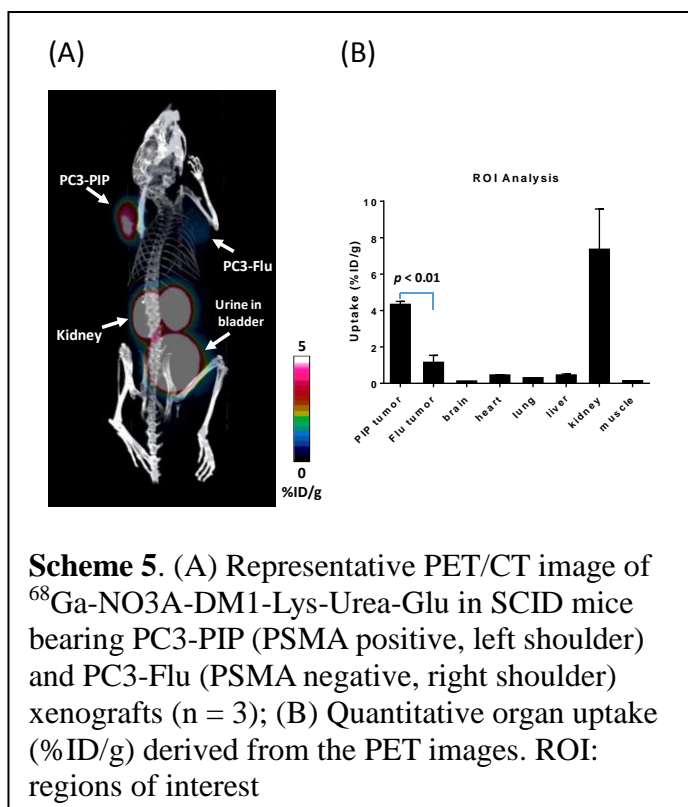 (A)
(B)
PC3-PIP
PC3-Flu
Kidney
Urine in
bladder
5
0
%ID/g
ROI Analysis
Uptake (%ID/g)
10
8
6
4
2
0
p < 0.01
PIP tumor
Flu tumor
brain
heart
lung
liver
kidney
muscle
Scheme 5. (A) Representative PET/CT image of
⁶⁸Ga-NO3A-DM1-Lys-Urea-Glu in SCID mice
bearing PC3-PIP (PSMA positive, left shoulder)
and PC3-Flu (PSMA negative, right shoulder)
xenografts (n = 3); (B) Quantitative organ uptake
(%ID/g) derived from the PET images. ROI:
regions of interest